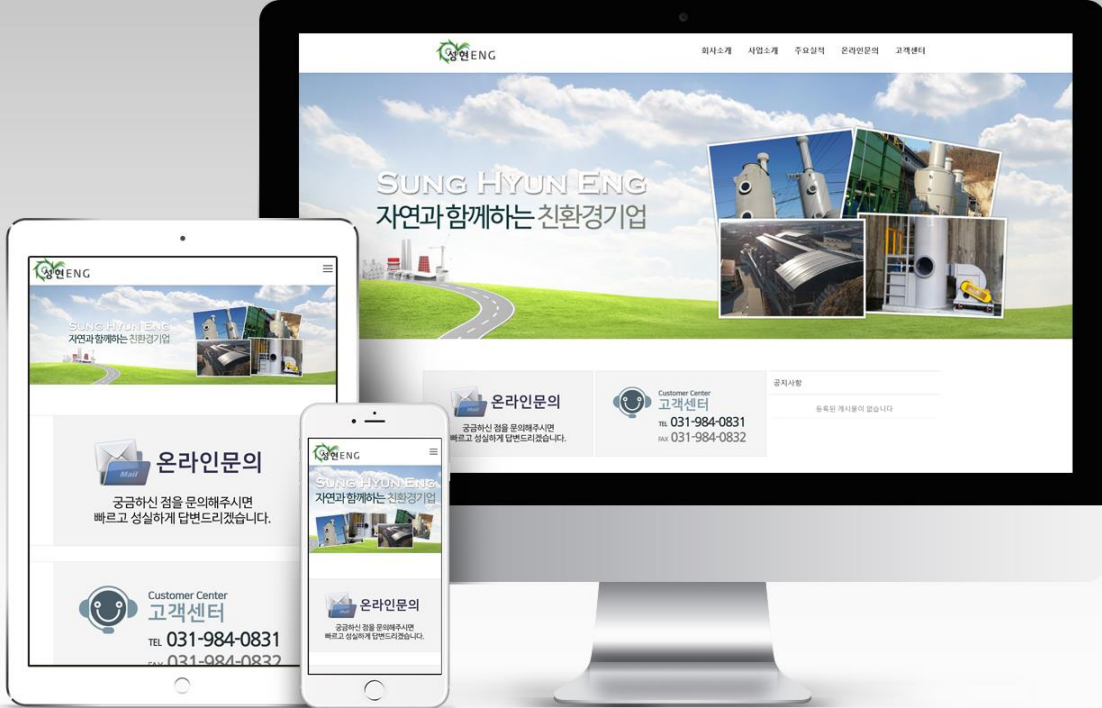 성현ENG
회사소개 사업소개 주요실적 온라인문의 고객센터
SUNG HYUN ENG
자연과 함께하는 친환경기업
Mail
온라인문의
궁금하신 점을 문의해주시면
빠르고 성실하게 답변드리겠습니다.
Customer Center
고객센터
TEL 031-984-0831
FAX 031-984-0832
공지사항
등록된 게시물이 없습니다
성현ENG
SUNG HYUN ENG
자연과 함께하는 친환경기업
Mail
온라인문의
궁금하신 점을 문의해주시면
빠르고 성실하게 답변드리겠습니다.
Customer Center
고객센터
TEL 031-984-0831
FAX 031-984-0832
성현ENG
SUNG HYUN ENG
자연과 함께하는 친환경기업
Mail
온라인문의
궁금하신 점을 문의해주시면
빠르고 성실하게 답변드리겠습니다.